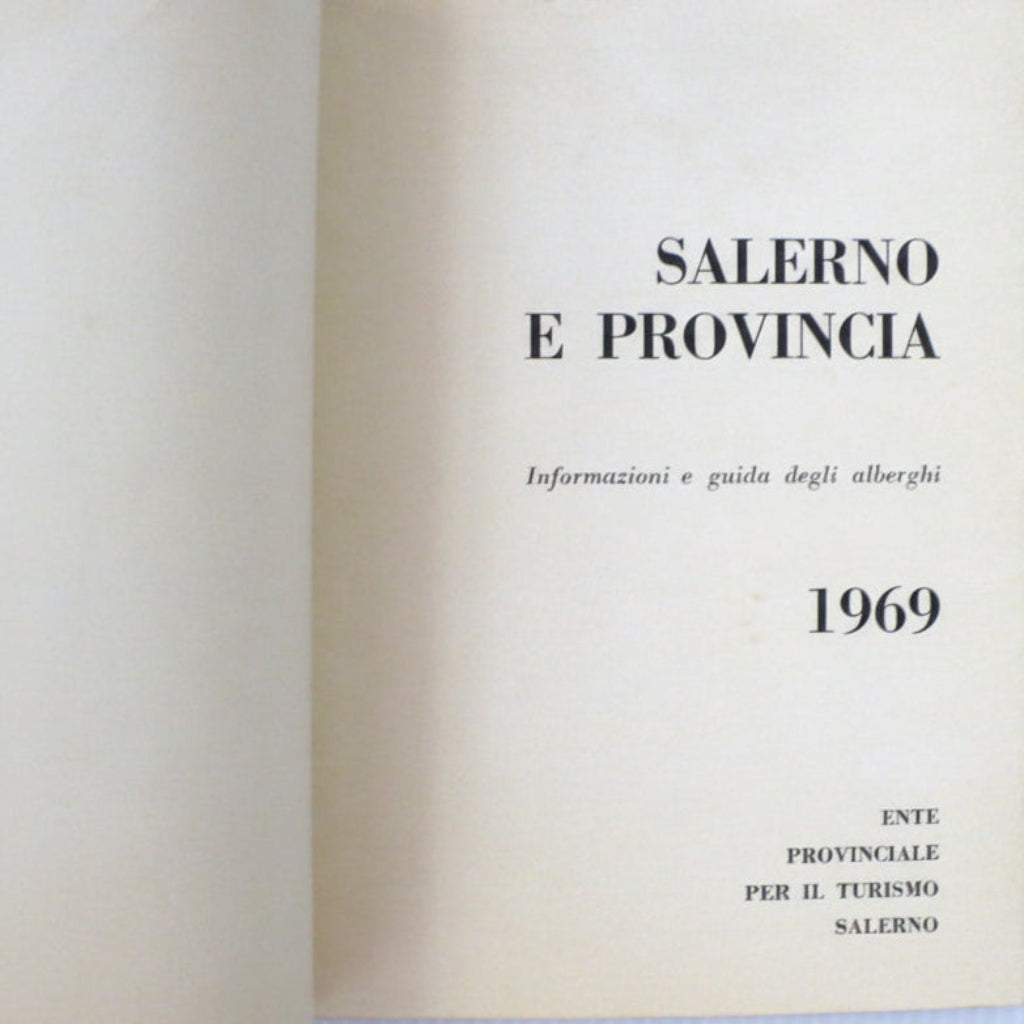 SALERNO
E PROVINCIA
Informazioni e guida degli alberghi
1969
ENTE
PROVINCIALE
PER IL TURISMO
SALERNO